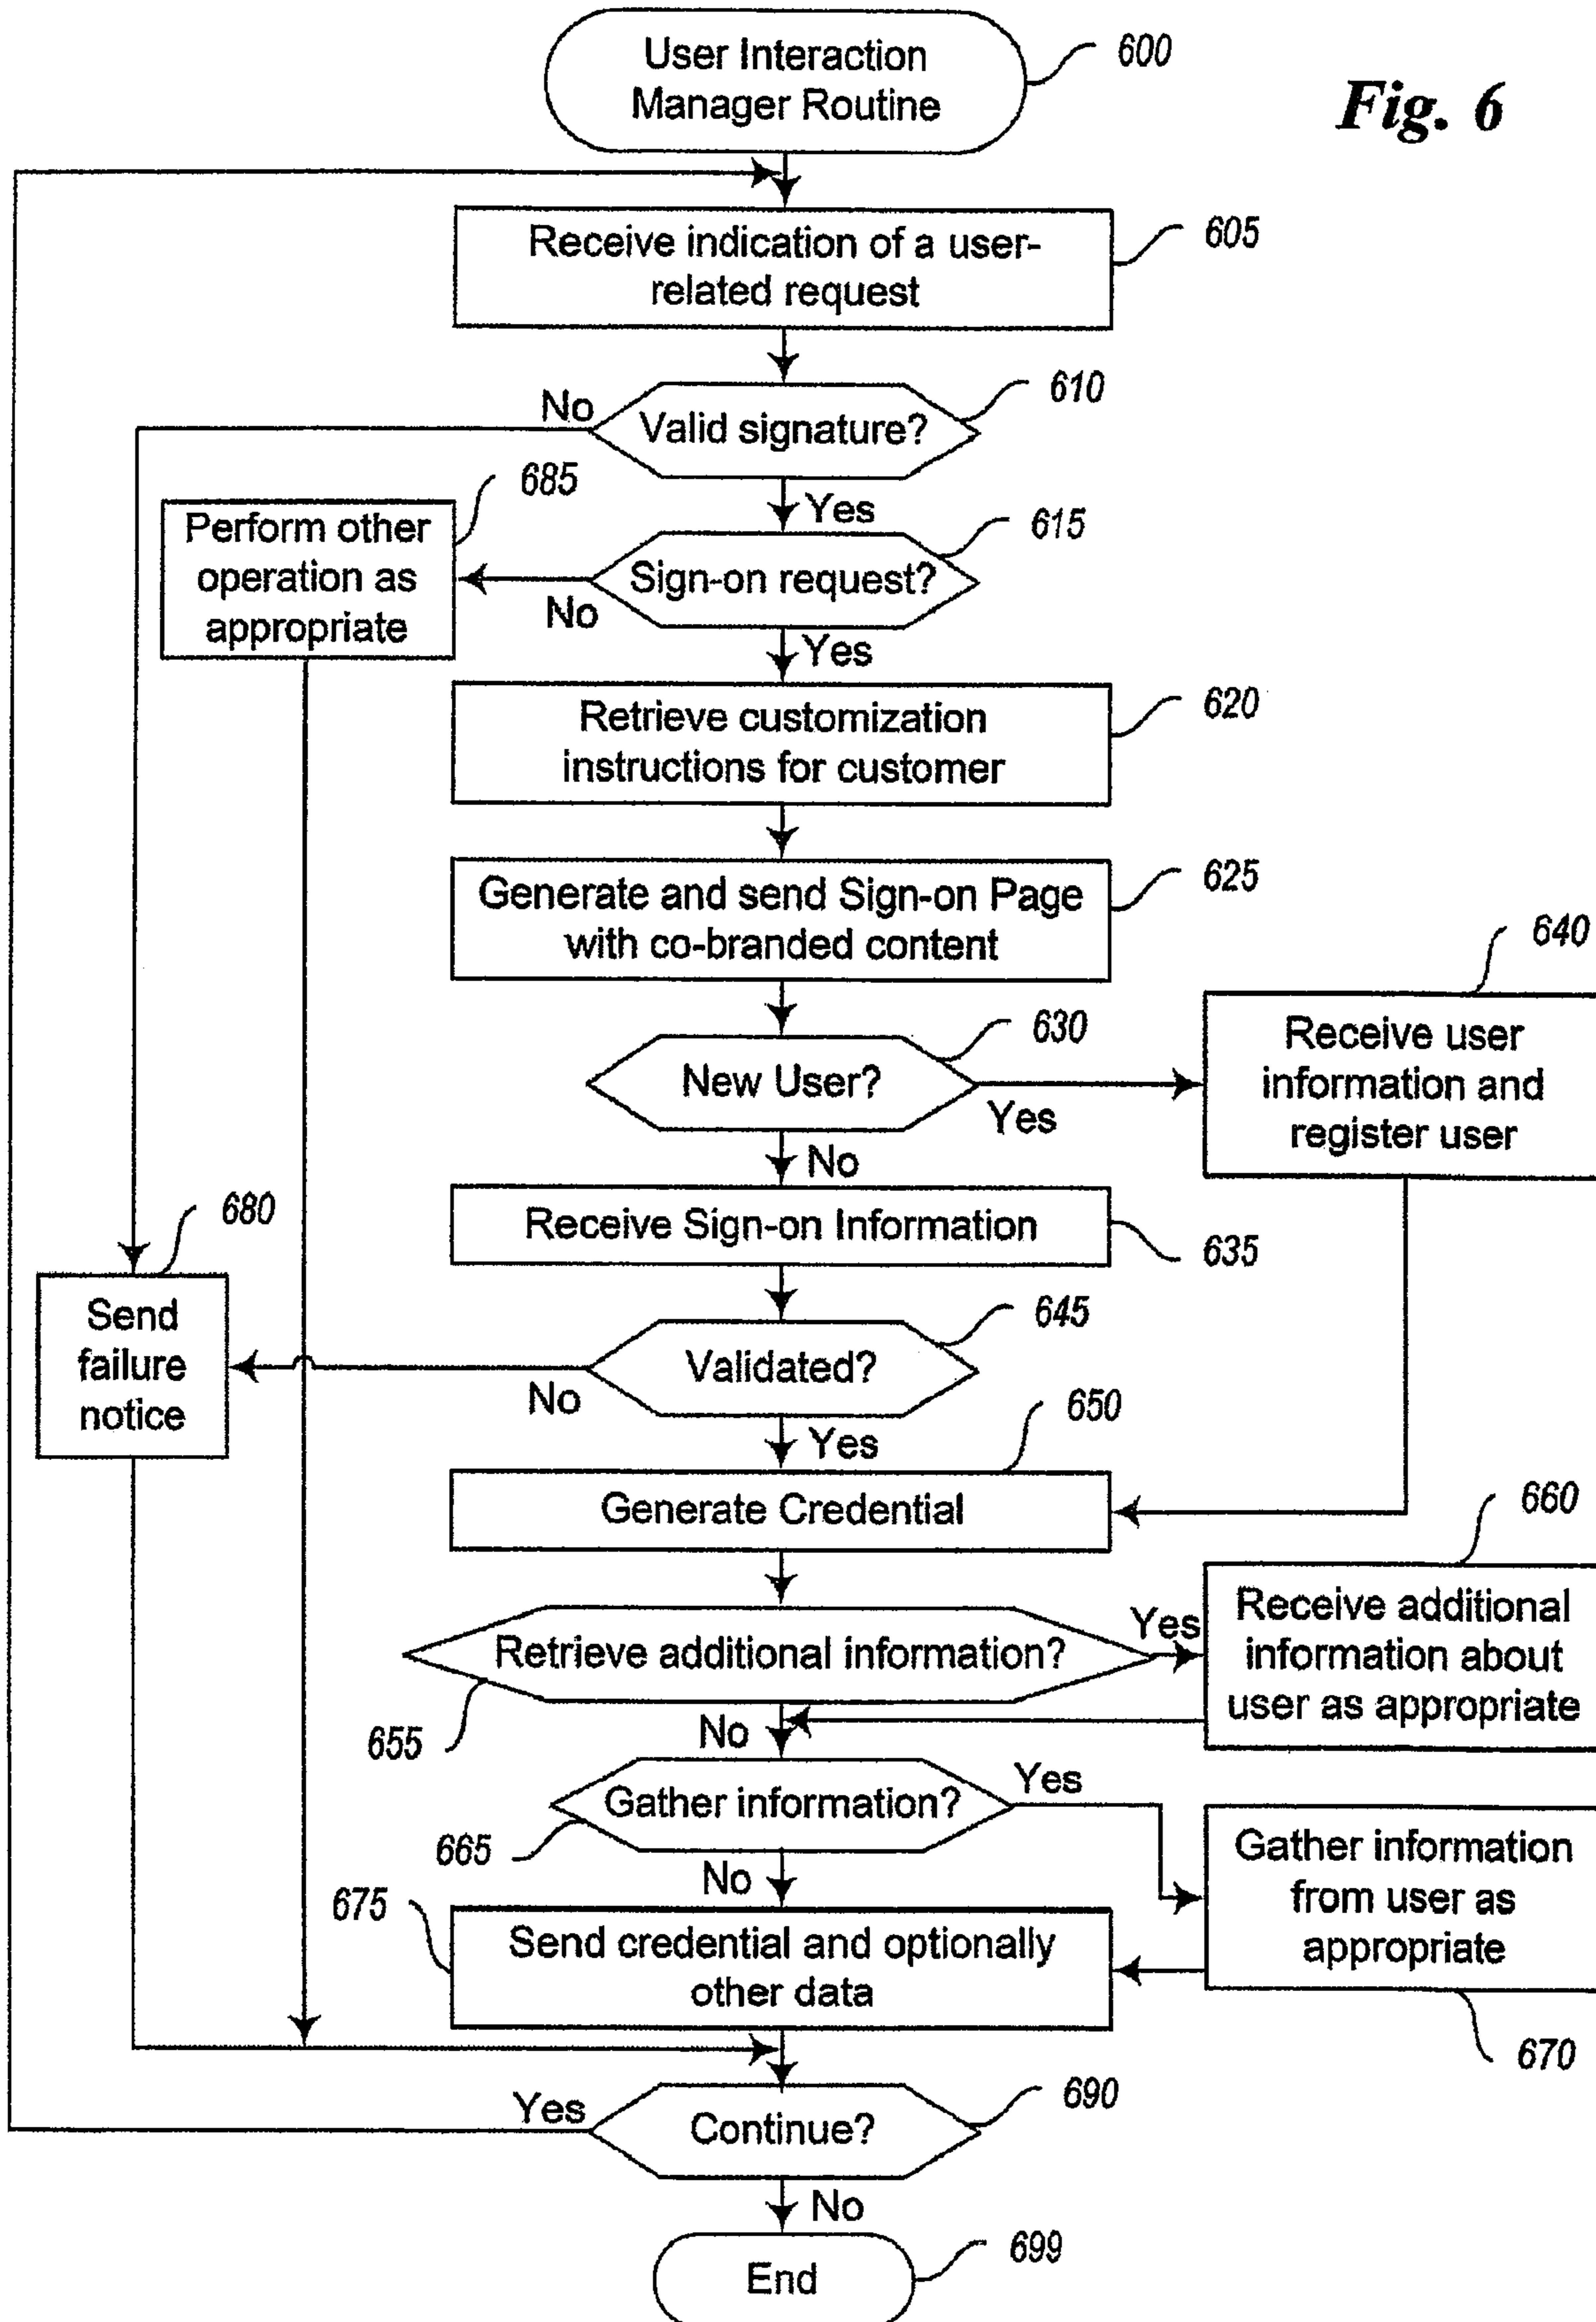 User Interaction
Manager Routine
600
Fig. 6
Receive indication of a user-
related request
605
No
Valid signature?
610
Yes
685
Perform other
operation as
appropriate
Sign-on request?
615
No
Yes
Retrieve customization
instructions for customer
620
Generate and send Sign-on Page
with co-branded content
625
640
Receive user
information and
register user
New User?
630
Yes
No
Receive Sign-on Information
635
680
Send
failure
notice
Validated?
645
No
Yes
650
Generate Credential
660
Receive additional
information about
user as appropriate
Retrieve additional information?
Yes
655
No
Gather information?
Yes
665
No
Gather information
from user as
appropriate
670
675
Send credential and optionally
other data
Yes
Continue?
690
No
End
699